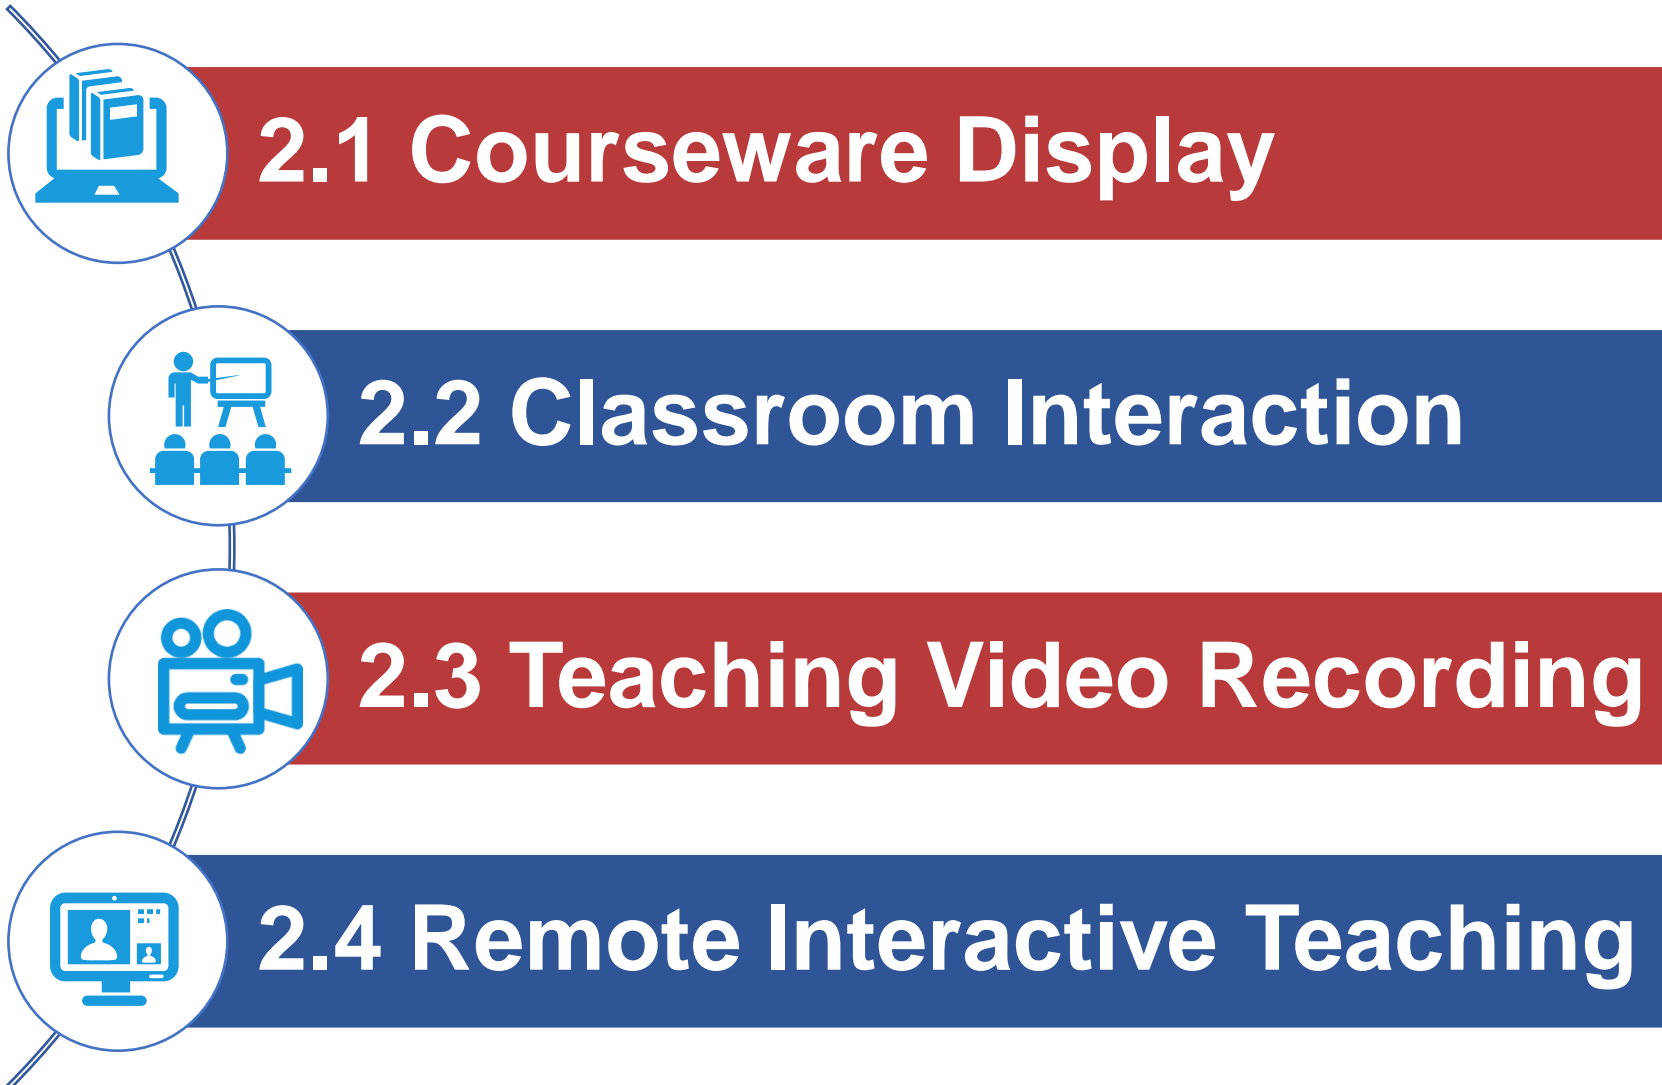 2.1 Courseware Display
2.2 Classroom Interaction
2.3 Teaching Video Recording
2.4 Remote Interactive Teaching